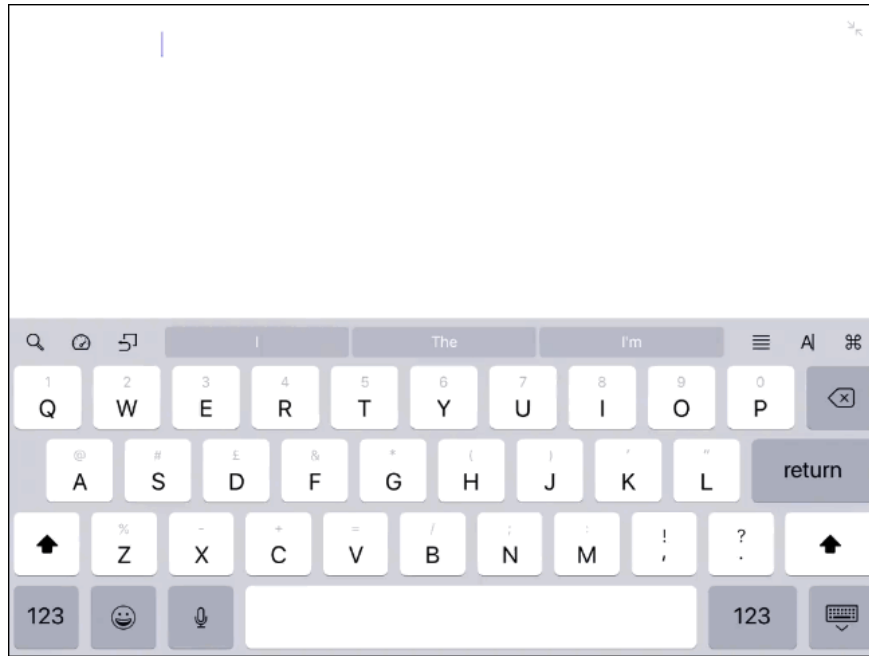 I The I'm
1 2 3 4 5 6 7 8 9 0
Q W E R T Y U I O P
@ # £ & * ( ) ' "
A S D F G H J K L return
% - + = / ; : ! ?
Z X C V B N M , .
123 123